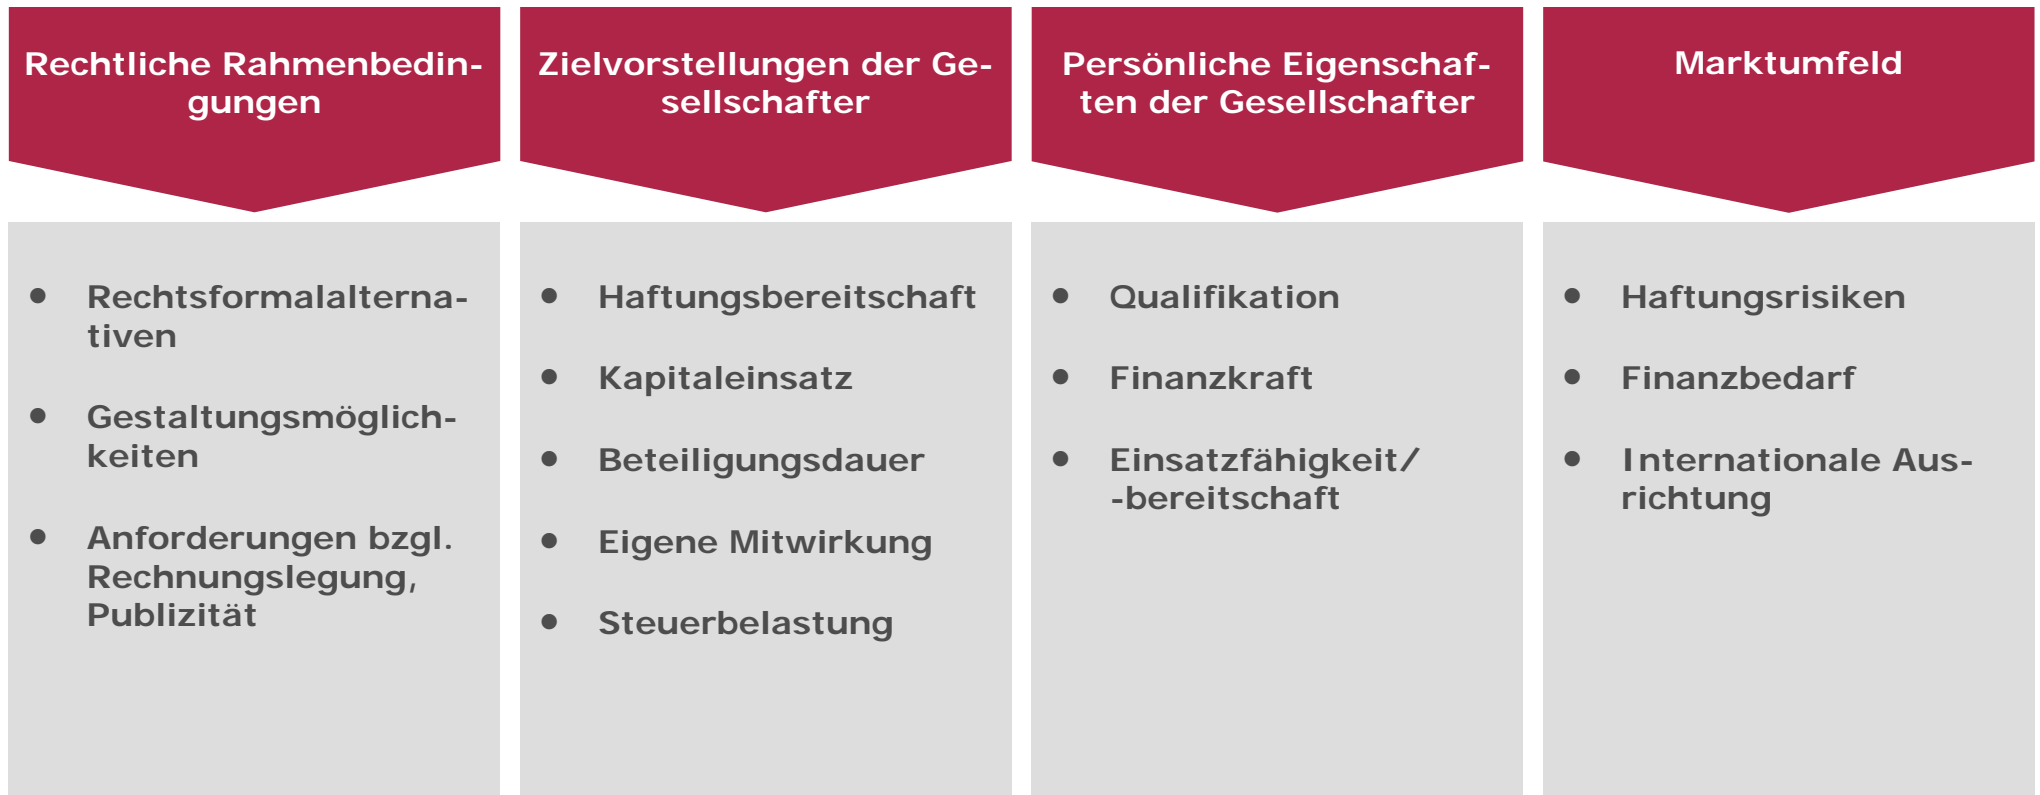 Rechtliche Rahmenbedin-
gungen
• Rechtsformalalterna-
tiven
• Gestaltungsmöglich-
keiten
• Anforderungen bzgl.
Rechnungslegung,
Publizität
Zielvorstellungen der Ge-
sellschafter
• Haftungsbereitschaft
• Kapitaleinsatz
• Beteiligungsdauer
• Eigene Mitwirkung
• Steuerbelastung
Persönliche Eigenschaf-
ten der Gesellschafter
• Qualifikation
• Finanzkraft
• Einsatzfähigkeit/
-bereitschaft
Marktumfeld
• Haftungsrisiken
• Finanzbedarf
• Internationale Aus-
richtung